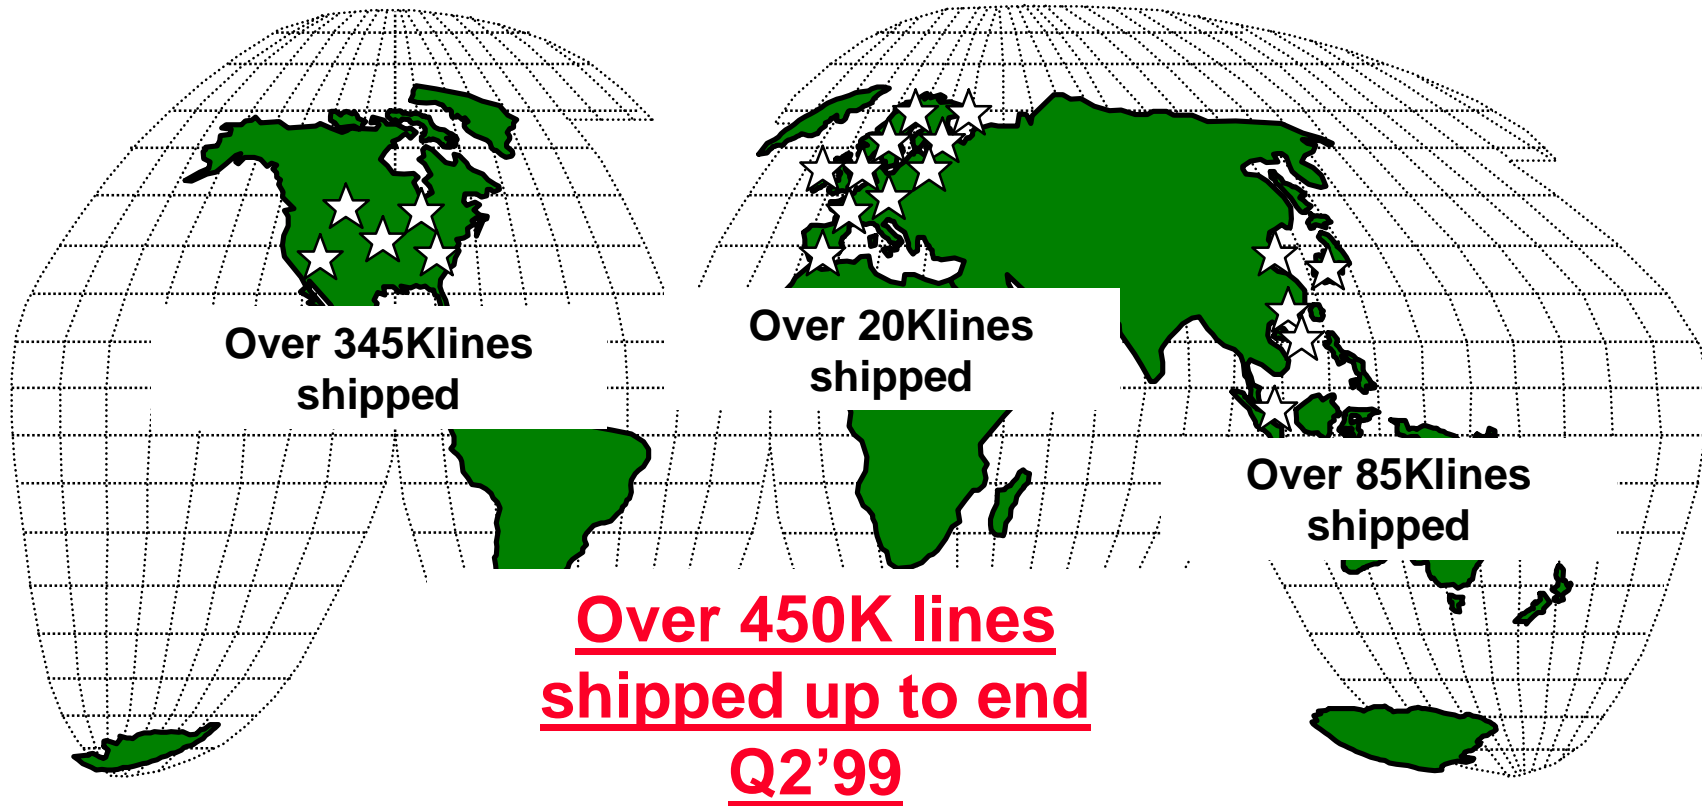 Over 345Klines
shipped
Over 20Klines
shipped
Over 85Klines
shipped
Over 450K lines
shipped up to end
Q2’99